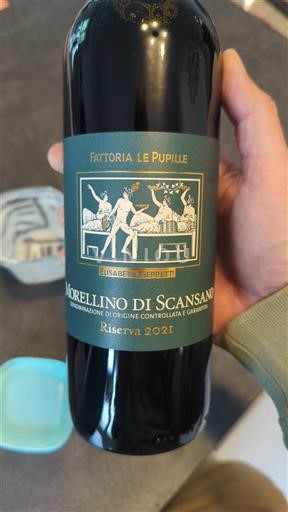 FATTORIA LE PUPILLE
ELISABETTA GEPPETTI
MORELLINO DI SCANSANO
DENOMINAZIONE DI ORIGINE CONTROLLATA E GARANTITA
Riserva 2021